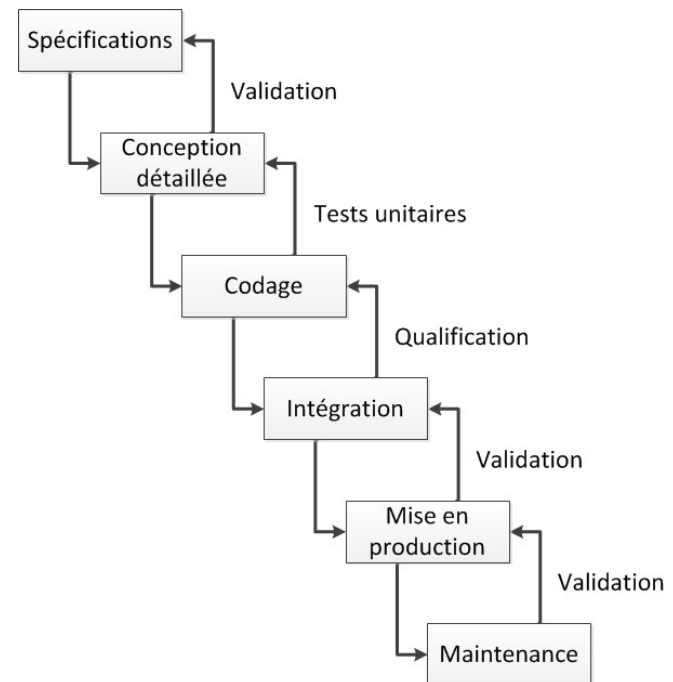 Spécifications
Validation
Conception
détaillée
Tests unitaires
Codage
Qualification
Intégration
Validation
Mise en
production
Validation
Maintenance